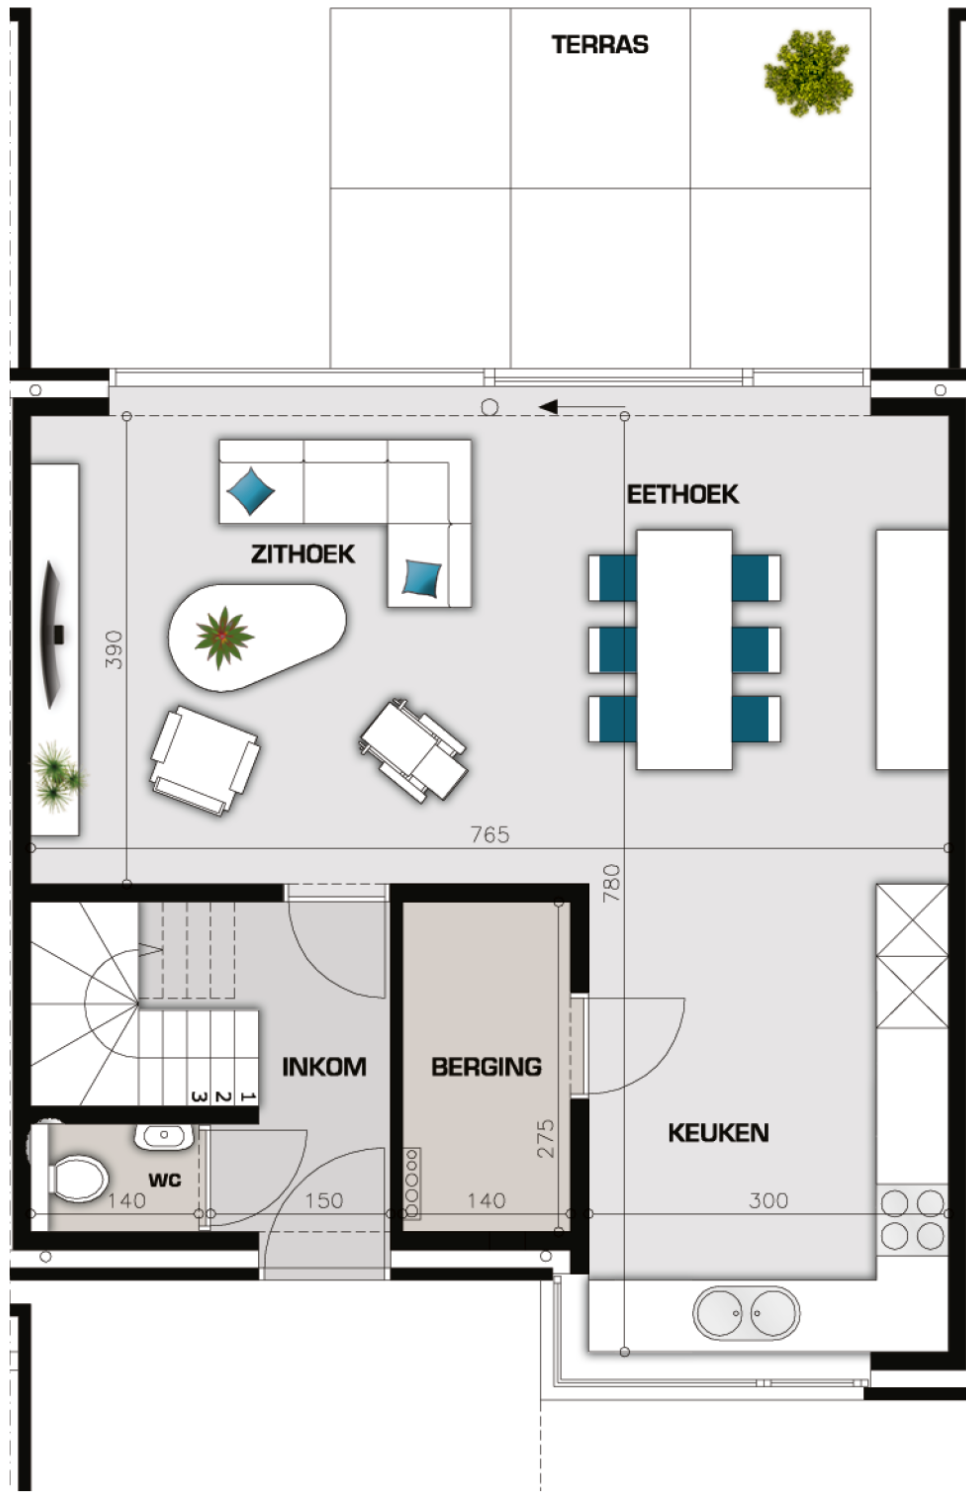 TERRAS
EETHOEK
ZITHOEK
390
765
780
INKOM
BERGING
3 2 1
KEUKEN
275
WC
140
150
140
300